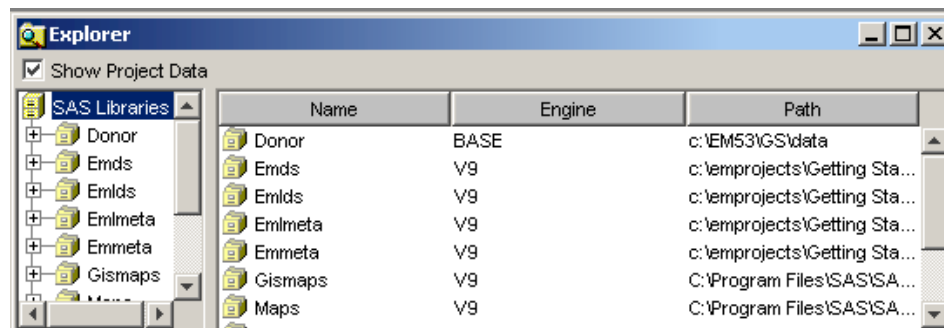 Explorer
Show Project Data
SAS Libraries
Donor
Emds
Emlds
Emlmeta
Emmeta
Gismaps
Name Engine Path
Donor BASE c:\EM53\GS\data
Emds V9 c:\emprojects\Getting Sta...
Emlds V9 c:\emprojects\Getting Sta...
Emlmeta V9 c:\emprojects\Getting Sta...
Emmeta V9 c:\emprojects\Getting Sta...
Gismaps V9 C:\Program Files\SAS\SA...
Maps V9 C:\Program Files\SAS\SA...